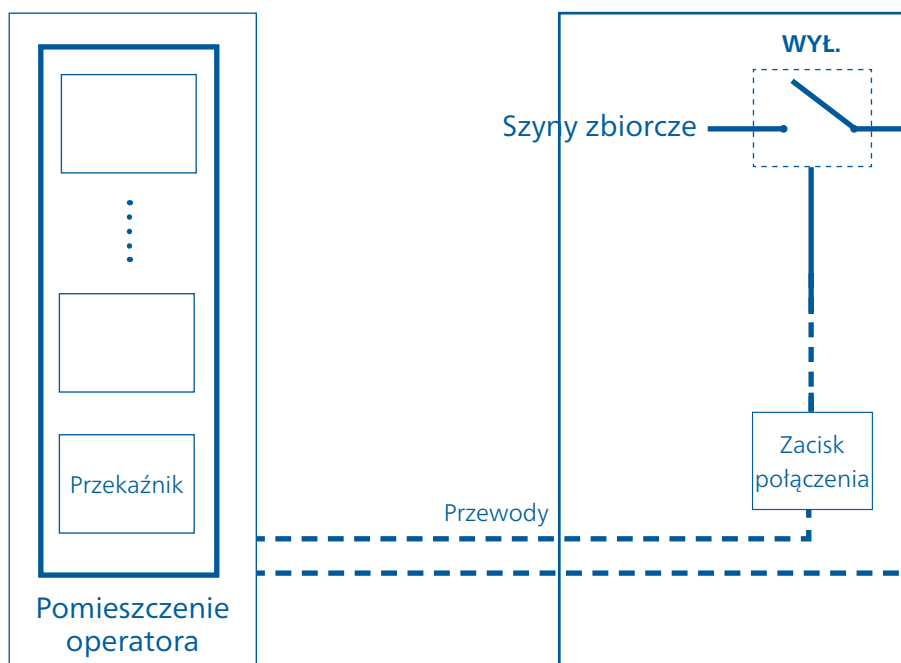 WYŁ.
Szyny zbiorcze
Zacisk
połączenia
Przekaźnik
Przewody
Pomieszczenie
operatora